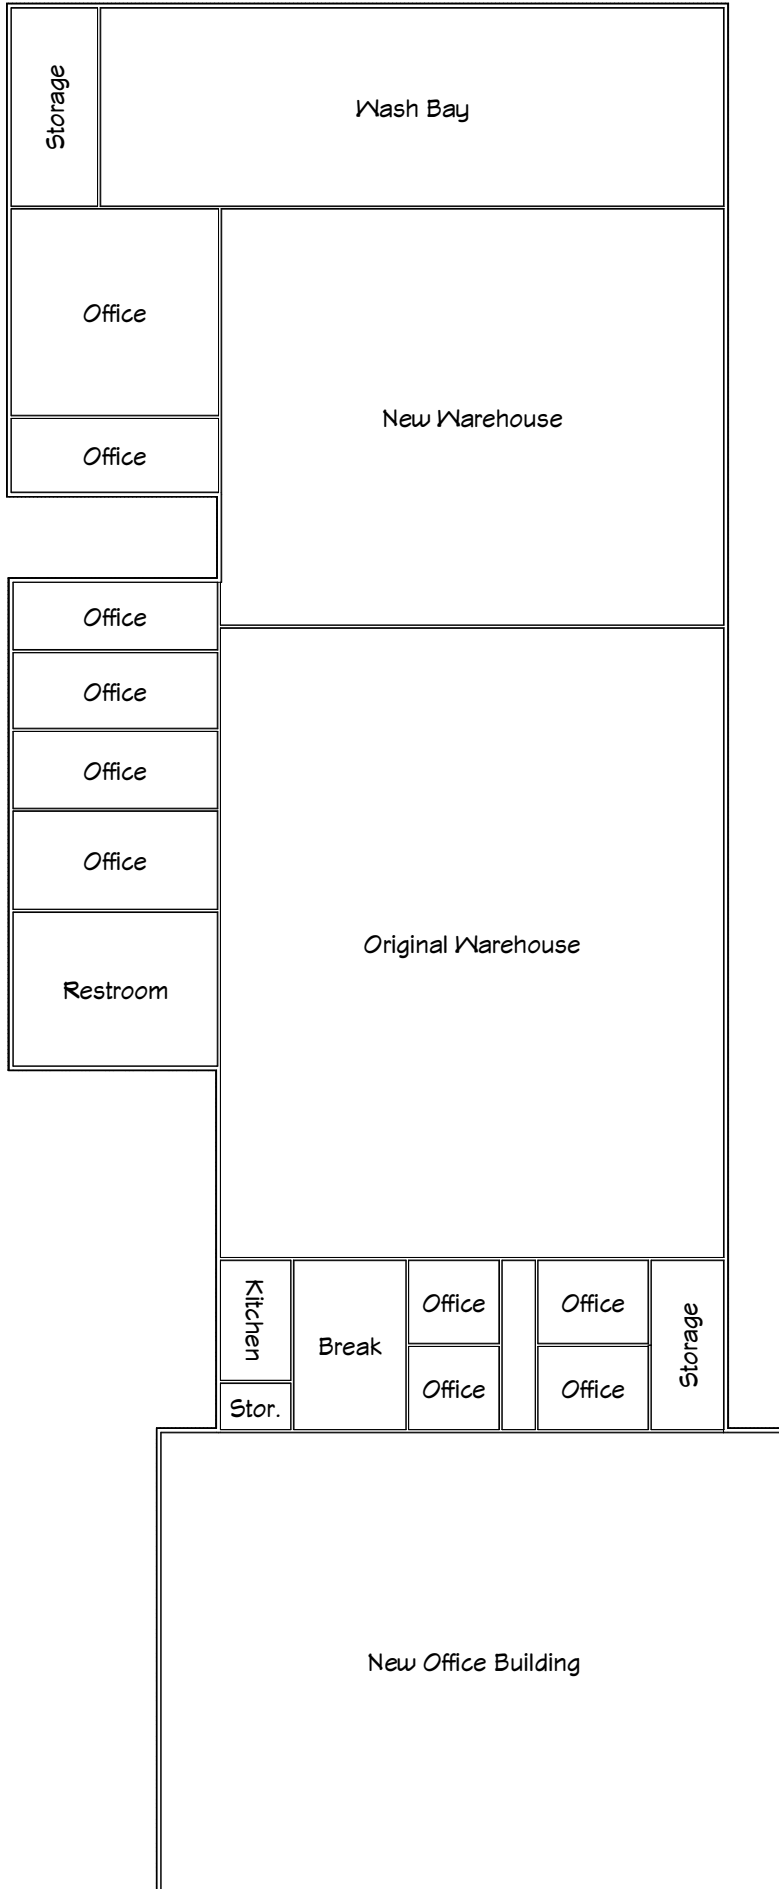 Storage
Wash Bay
Office
New Warehouse
Office
Office
Office
Office
Office
Original Warehouse
Restroom
Kitchen
Break
Office
Office
Storage
Stor.
Office
Office
New Office Building